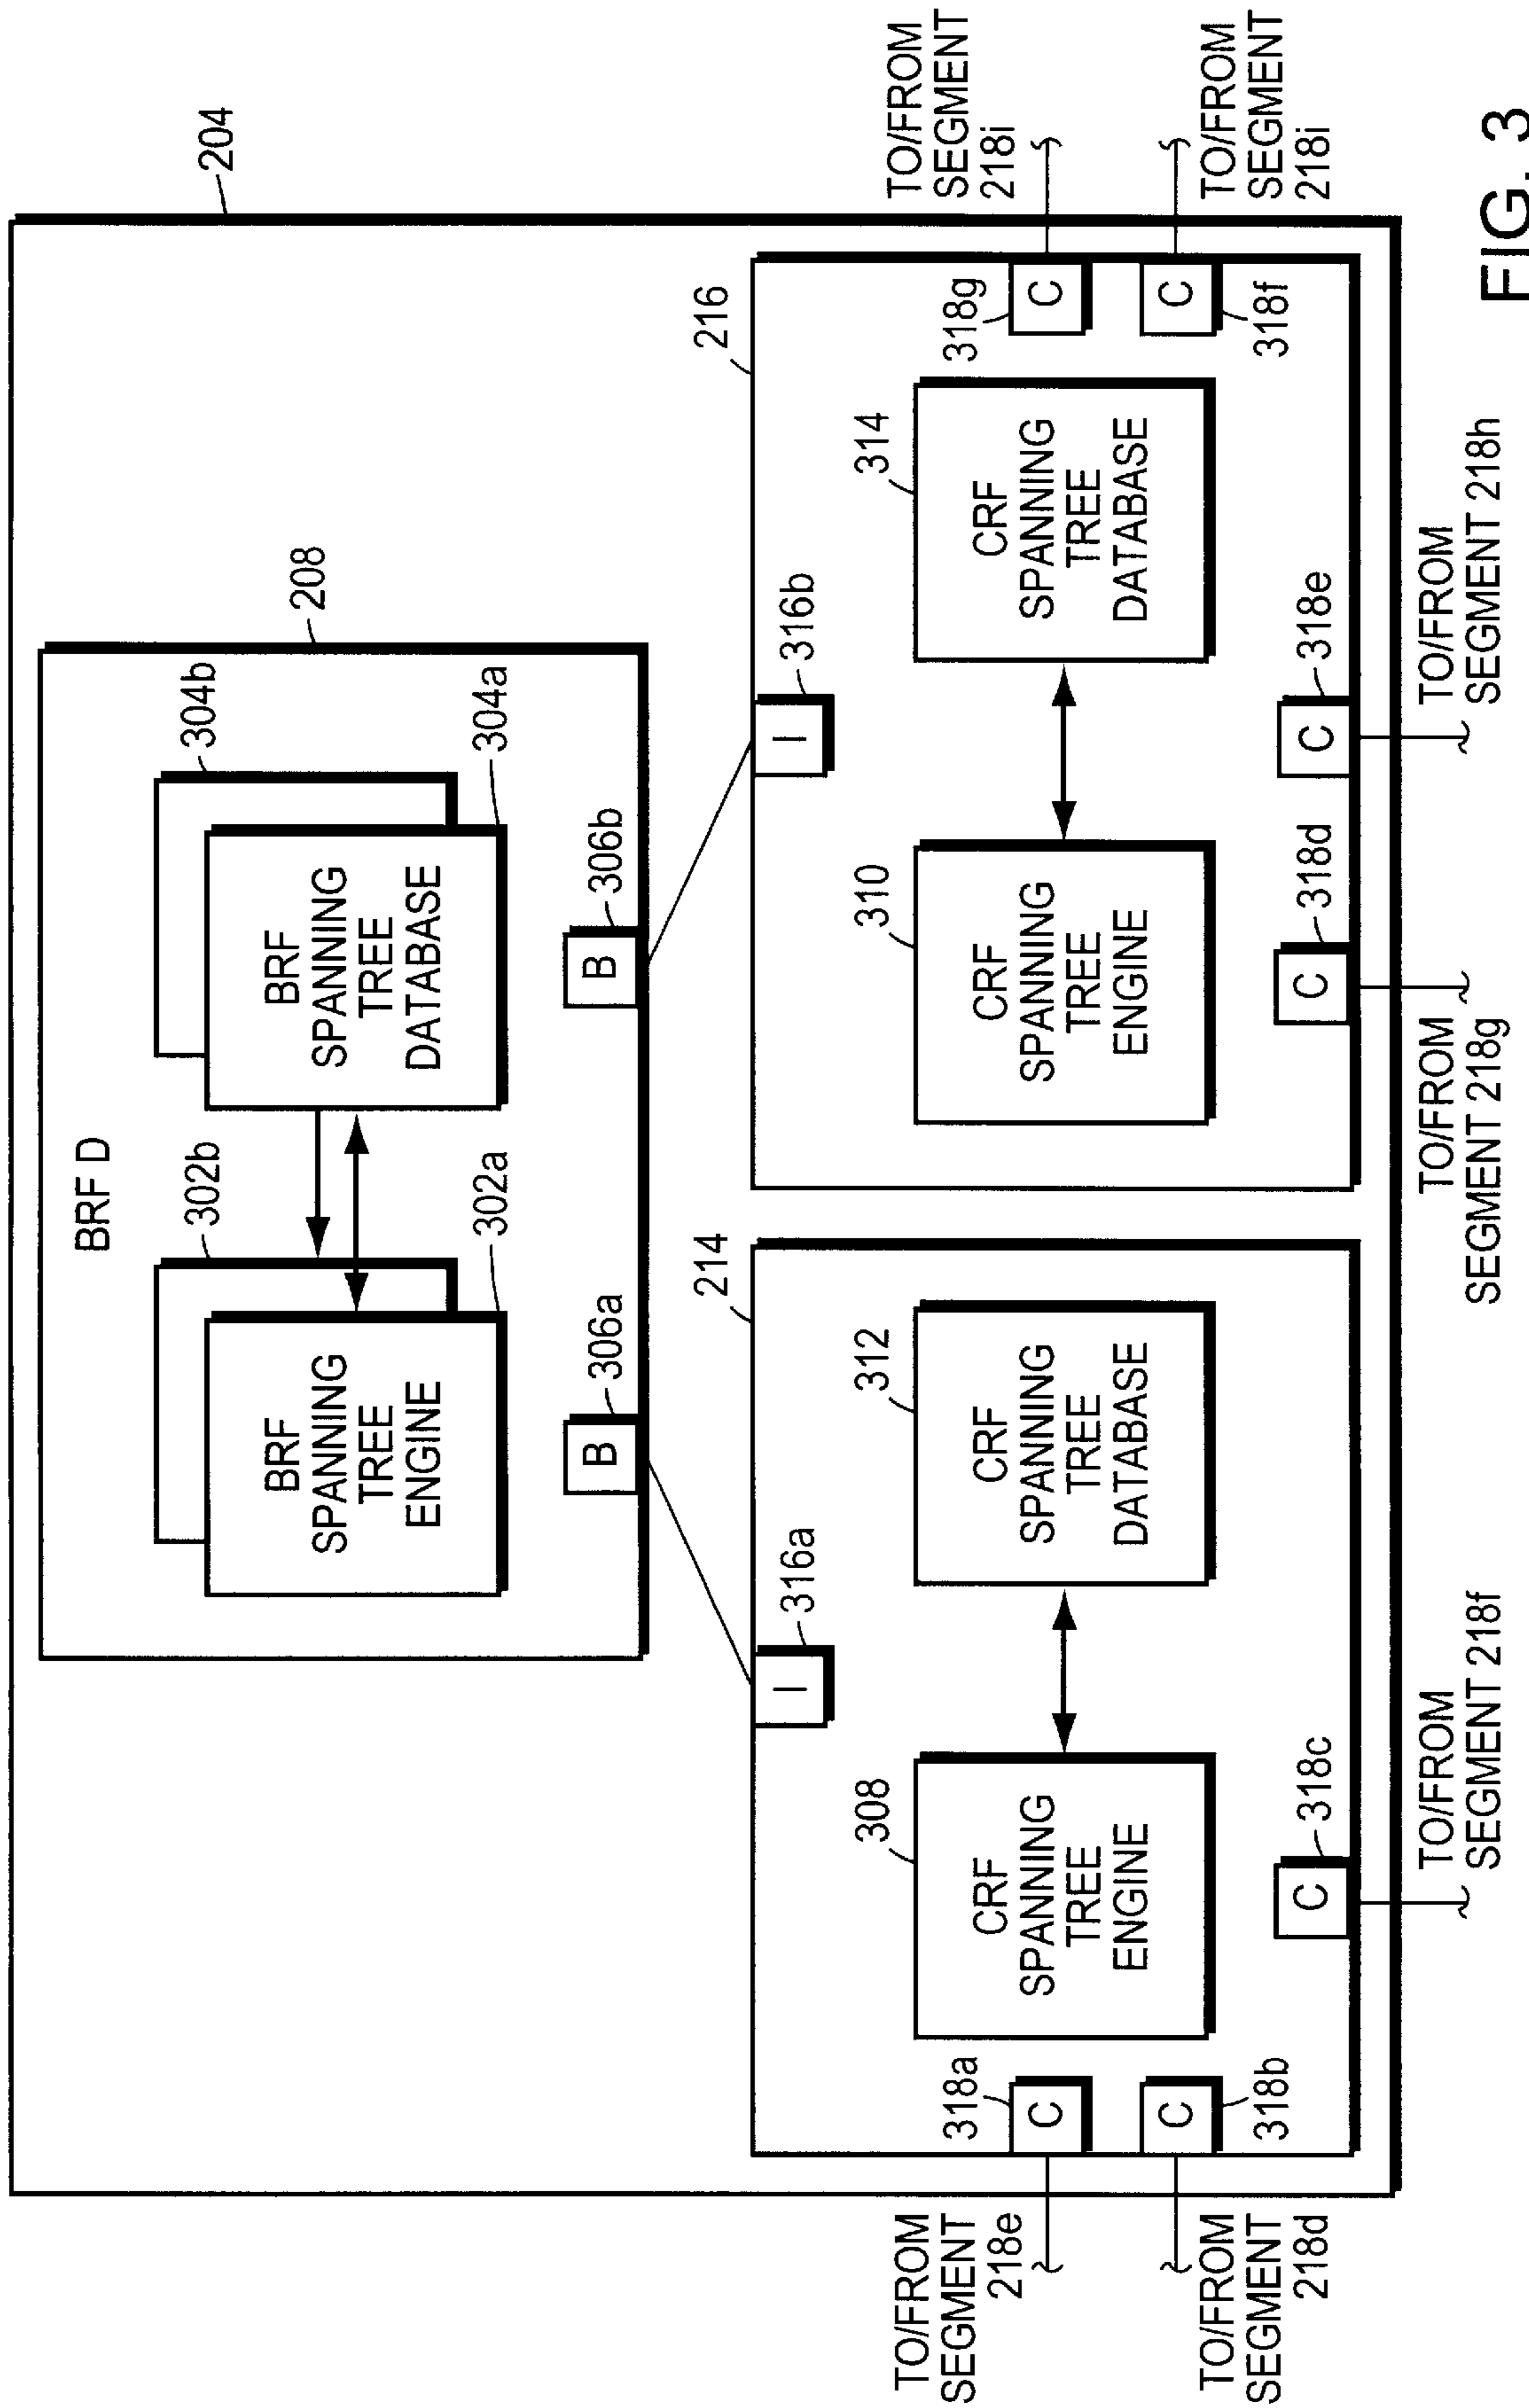 204
208
BRF D
302b
304b
BRF
SPANNING
TREE
ENGINE
302a
BRF
SPANNING
TREE
DATABASE
304a
B
306a
B
306b
214
I
316a
308
CRF
SPANNING
TREE
ENGINE
312
CRF
SPANNING
TREE
DATABASE
318a
C
C
318b
C
318c
TO/FROM
SEGMENT
218e
TO/FROM
SEGMENT
218d
TO/FROM
SEGMENT 218f
216
I
316b
310
CRF
SPANNING
TREE
ENGINE
314
CRF
SPANNING
TREE
DATABASE
318g
C
C
318f
C
318d
C
318e
TO/FROM
SEGMENT
218i
TO/FROM
SEGMENT
218i
TO/FROM
SEGMENT 218g
TO/FROM
SEGMENT 218h
FIG. 3